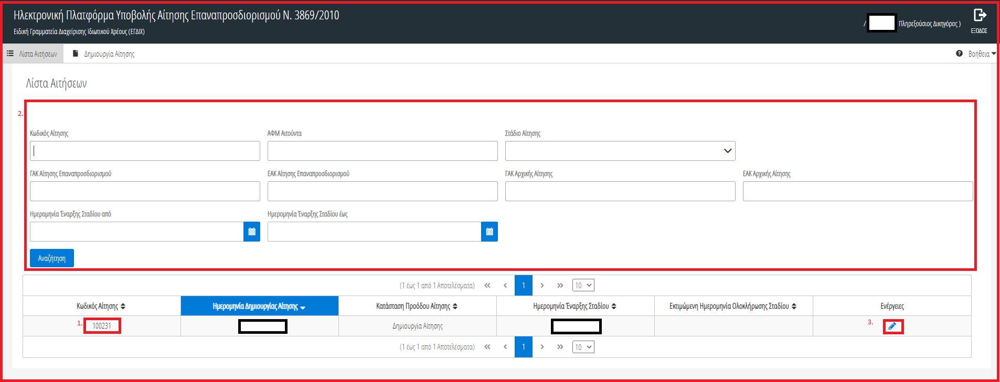 Ηλεκτρονική Πλατφόρμα Υποβολής Αίτησης Επαναπροσδιορισμού Ν. 3869/2010
Ειδική Γραμματεία Διαχείρισης Ιδιωτικού Χρέους (ΕΓΔΙΧ)
/ Πληρεξούσιος Δικηγόρος )
ΕΞΟΔΟΣ
Λίστα Αιτήσεων Δημιουργία Αίτησης Βοήθεια
Λίστα Αιτήσεων
2.
Κωδικός Αίτησης ΑΦΜ Αιτούντα Στάδιο Αίτησης
ΓΑΚ Αίτησης Επαναπροσδιορισμού ΕΑΚ Αίτησης Επαναπροσδιορισμού ΓΑΚ Αρχικής Αίτησης ΕΑΚ Αρχικής Αίτησης
Ημερομηνία Έναρξης Σταδίου από Ημερομηνία Έναρξης Σταδίου έως
Αναζήτηση
(1 έως 1 από 1 Αποτελέσματα) « ‹ 1 › » 10
Κωδικός Αίτησης Ημερομηνία Δημιουργίας Αίτησης Κατάσταση Προόδου Αίτησης Ημερομηνία Έναρξης Σταδίου Εκτιμώμενη Ημερομηνία Ολοκλήρωσης Σταδίου Ενέργειες
1. 100231 Δημιουργία Αίτησης 3.
(1 έως 1 από 1 Αποτελέσματα) « ‹ 1 › » 10